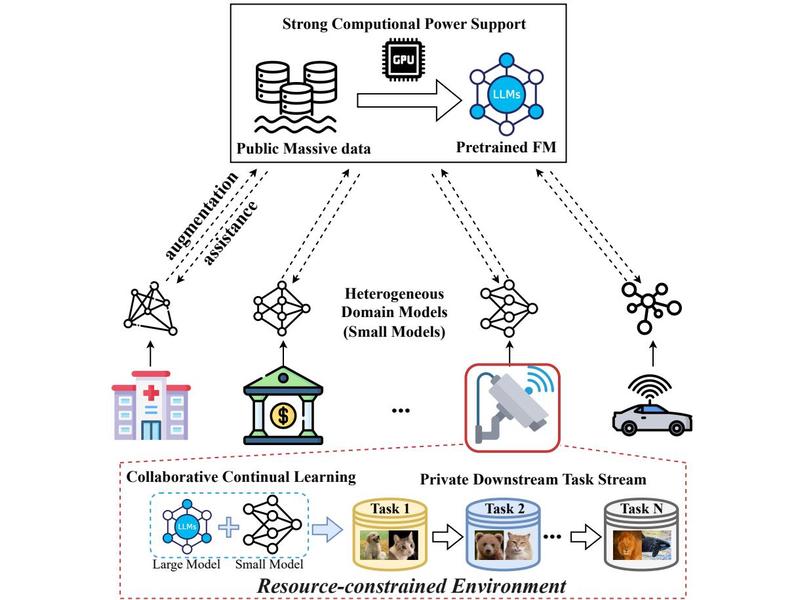 Strong Computational Power Support
GPU
LLMs
Public Massive data
Pretrained FM
augmentation
assistance
Heterogeneous
Domain Models
(Small Models)
$
...
Collaborative Continual Learning
Private Downstream Task Stream
LLMs
Task 1
Task 2
...
Task N
Large Model
Small Model
Resource-constrained Environment